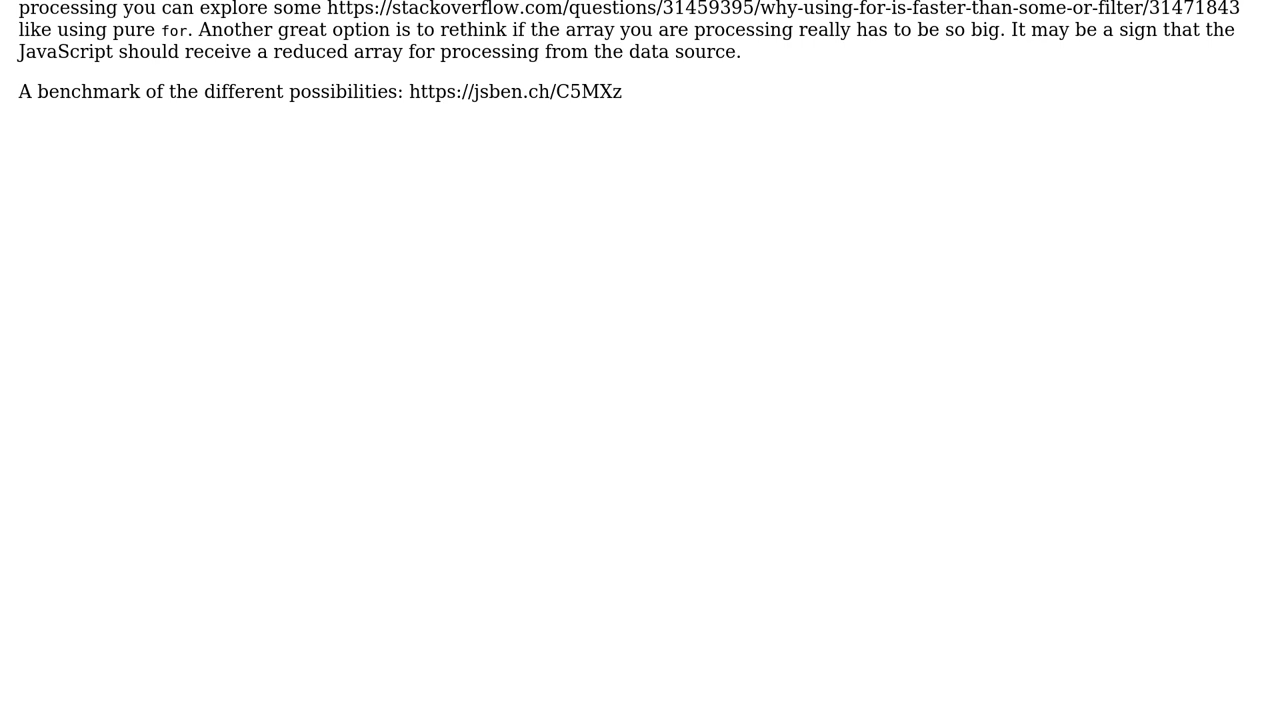 processing you can explore some https://stackoverflow.com/questions/31459395/why-using-for-is-faster-than-some-or-filter/31471843
like using pure for. Another great option is to rethink if the array you are processing really has to be so big. It may be a sign that the
JavaScript should receive a reduced array for processing from the data source.
A benchmark of the different possibilities: https://jsben.ch/C5MXz